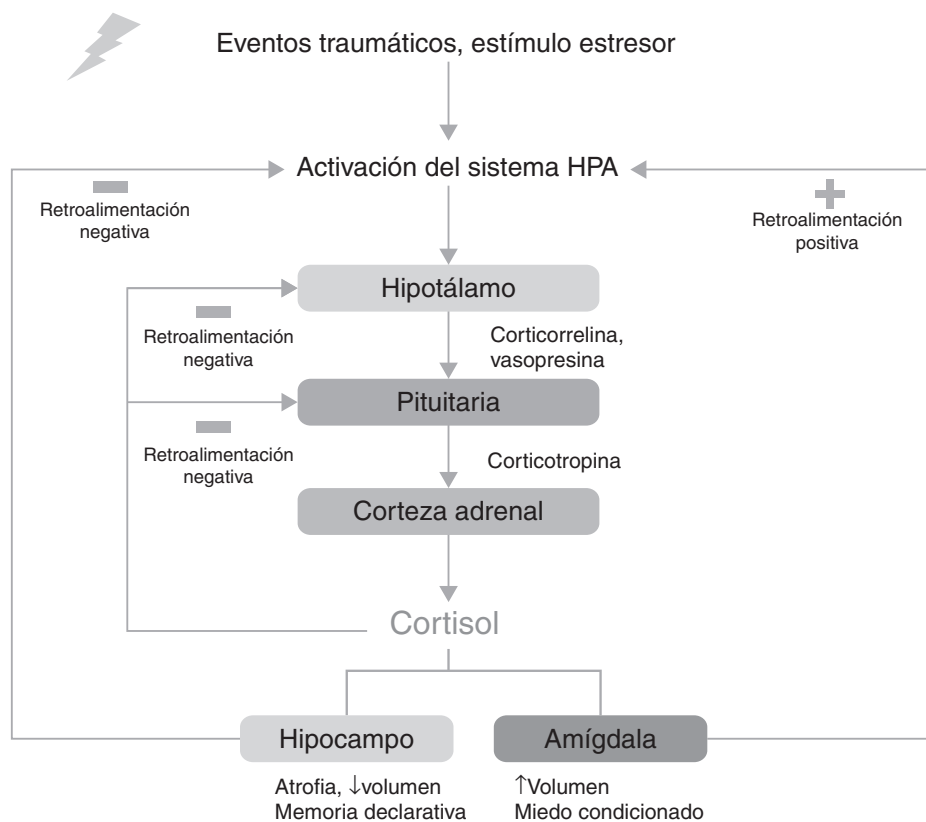 Eventos traumáticos, estímulo estresor
Activación del sistema HPA
Retroalimentación
negativa
Retroalimentación
positiva
Hipotálamo
Retroalimentación
negativa
Corticorrelina,
vasopresina
Pituitaria
Retroalimentación
negativa
Corticotropina
Corteza adrenal
Cortisol
Hipocampo
Amígdala
Atrofia, ↓volumen
Memoria declarativa
↑Volumen
Miedo condicionado